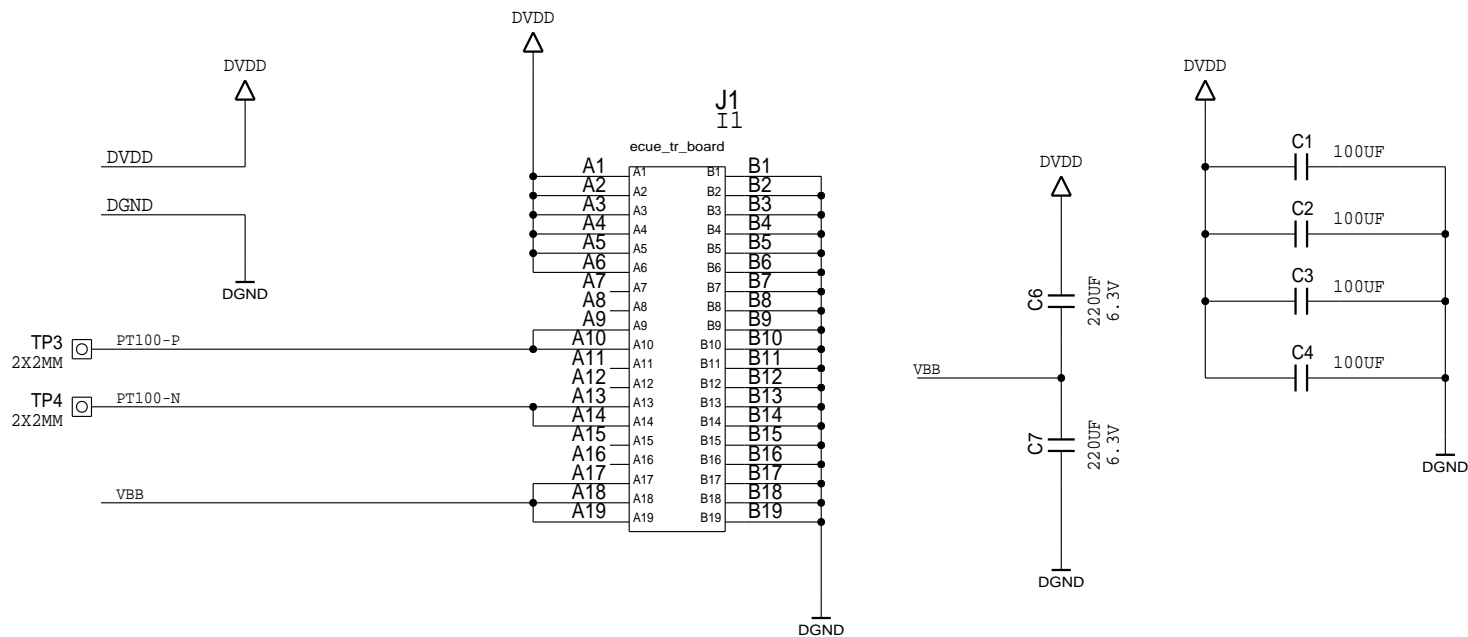 DVDD
DVDD
DGND
DGND
DVDD
J1
I1
ecue_tr_board
A1 A1 B1 B1
A2 A2 B2 B2
A3 A3 B3 B3
A4 A4 B4 B4
A5 A5 B5 B5
A6 A6 B6 B6
A7 A7 B7 B7
A8 A8 B8 B8
A9 A9 B9 B9
TP3 PT100-P A10 A10 B10 B10
2X2MM
A11 A11 B11 B11
A12 A12 B12 B12
TP4 PT100-N A13 A13 B13 B13
2X2MM
A14 A14 B14 B14
A15 A15 B15 B15
A16 A16 B16 B16
A17 A17 B17 B17
VBB A18 A18 B18 B18
A19 A19 B19 B19
DGND
DVDD
C6
220UF
6.3V
VBB
C7
220UF
6.3V
DGND
DVDD
C1 100UF
C2 100UF
C3 100UF
C4 100UF
DGND